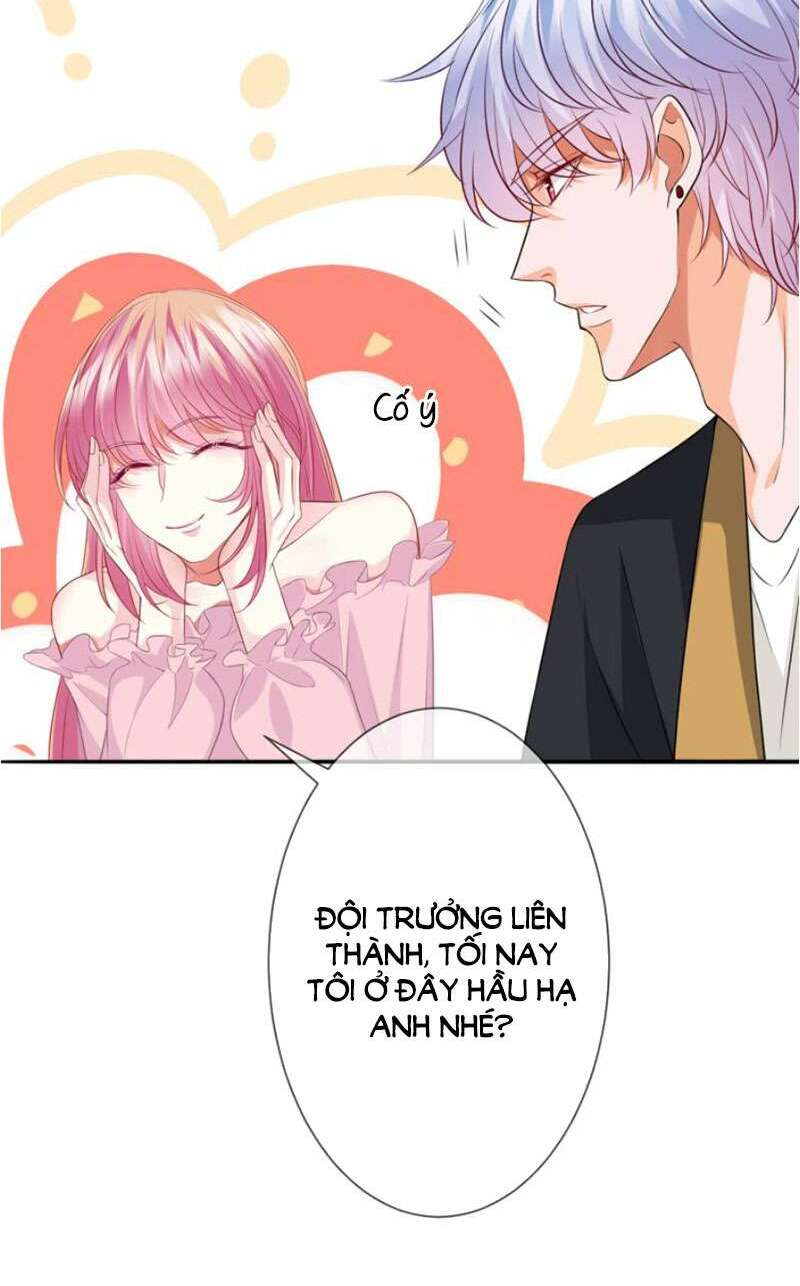 Cố ý
ĐỘI TRƯỞNG LIÊN
THÀNH, TỐI NAY
TÔI Ở ĐÂY HẦU HẠ
ANH NHÉ?